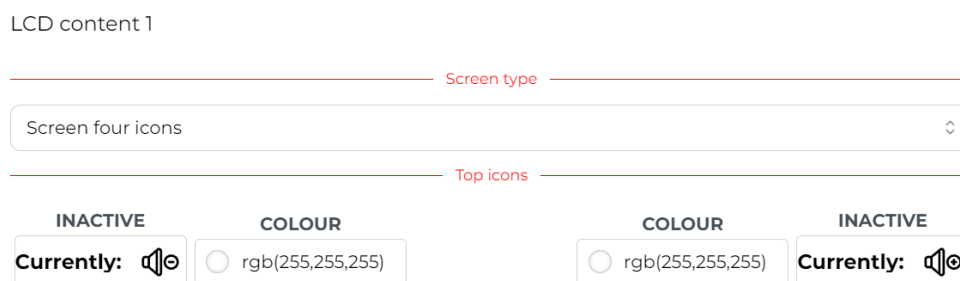 LCD content 1
Screen type
Screen four icons
Top icons
INACTIVE COLOUR COLOUR INACTIVE
Currently: rgb(255,255,255) rgb(255,255,255) Currently: